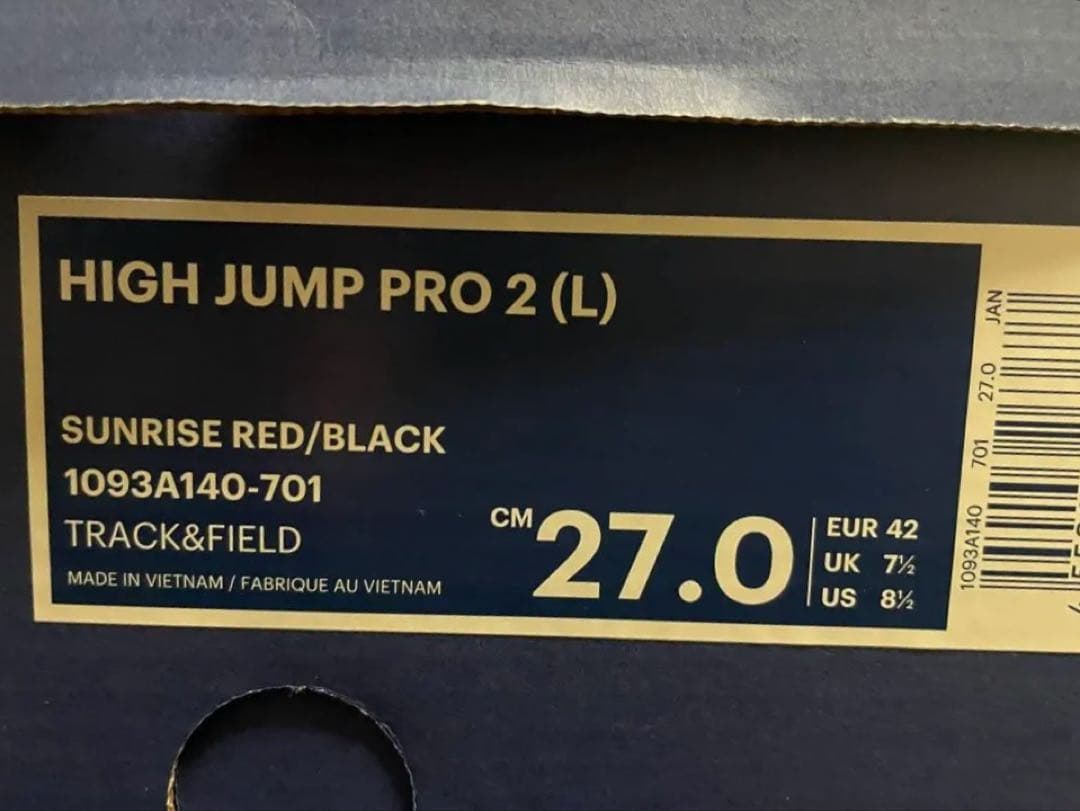 HIGH JUMP PRO 2 (L)
SUNRISE RED/BLACK
1093A140-701
TRACK&FIELD
MADE IN VIETNAM / FABRIQUE AU VIETNAM
CM 27.0
EUR 42
UK 7½
US 8½
1093A140 701 27.0 JAN